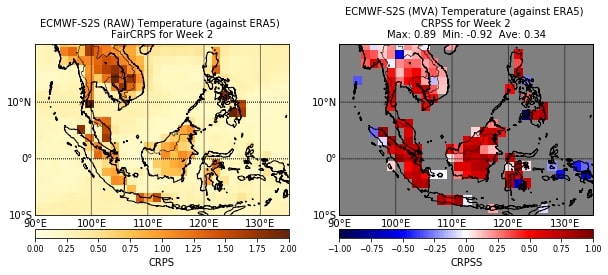 ECMWF-S2S (RAW) Temperature (against ERA5)
FairCRPS for Week 2
10°N
0°
10°S
90°E 100°E 110°E 120°E 130°E
0.00 0.25 0.50 0.75 1.00 1.25 1.50 1.75 2.00
CRPS
ECMWF-S2S (MVA) Temperature (against ERA5)
CRPSS for Week 2
Max: 0.89 Min: -0.92 Ave: 0.34
10°N
0°
10°S
90°E 100°E 110°E 120°E 130°E
−1.00 −0.75 −0.50 −0.25 0.00 0.25 0.50 0.75 1.00
CRPSS